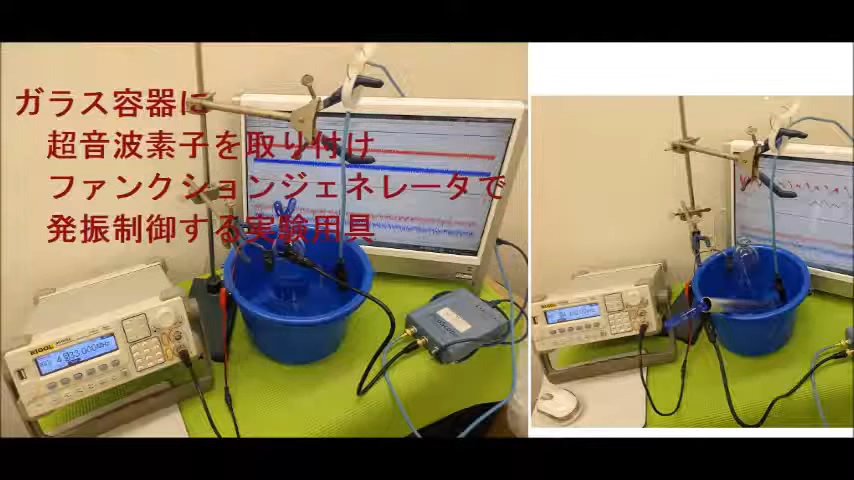 ガラス容器に
超音波素子を取り付け
ファンクションジェネレータで
発振制御する実験用具
RIGOL